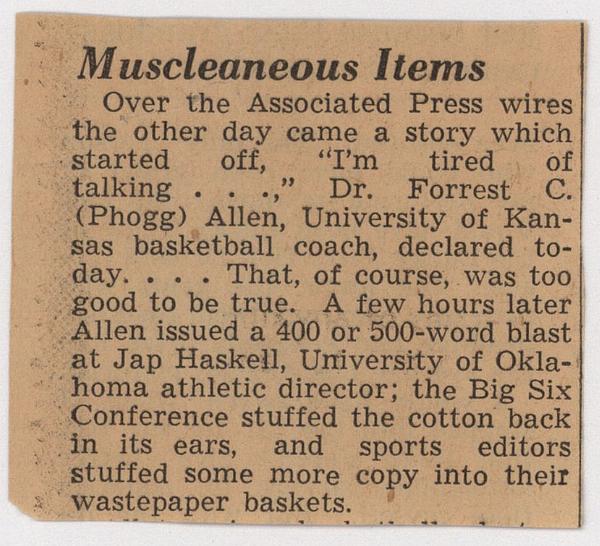 Muscleaneous Items
Over the Associated Press wires
the other day came a story which
started off, “I'm tired of
talking . . .,” Dr. Forrest C.
(Phogg) Allen, University of Kan-
sas basketball coach, declared to-
day. . . . That, of course, was too
good to be true. A few hours later
Allen issued a 400 or 500-word blast
at Jap Haskell, University of Okla-
homa athletic director; the Big Six
Conference stuffed the cotton back
in its ears, and sports editors
stuffed some more copy into their
wastepaper baskets.